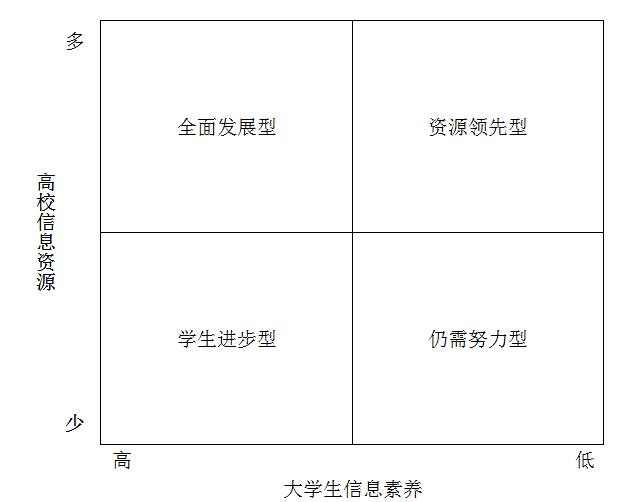 多
全面发展型
资源领先型
高校信息资源
学生进步型
仍需努力型
少
高
低
大学生信息素养